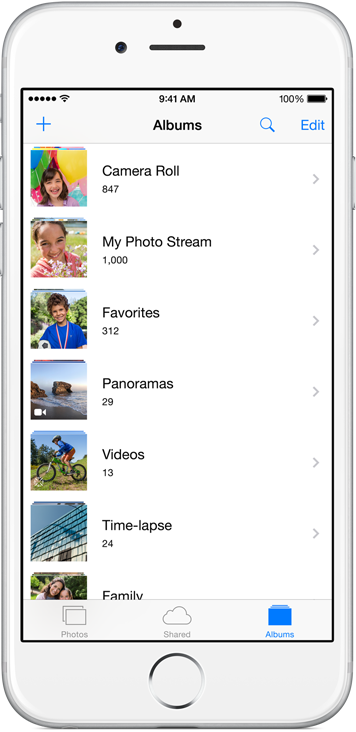 9:41 AM 100%
Albums Edit
Camera Roll
847
My Photo Stream
1,000
Favorites
312
Panoramas
29
Videos
13
Time-lapse
24
Family
Photos Shared Albums